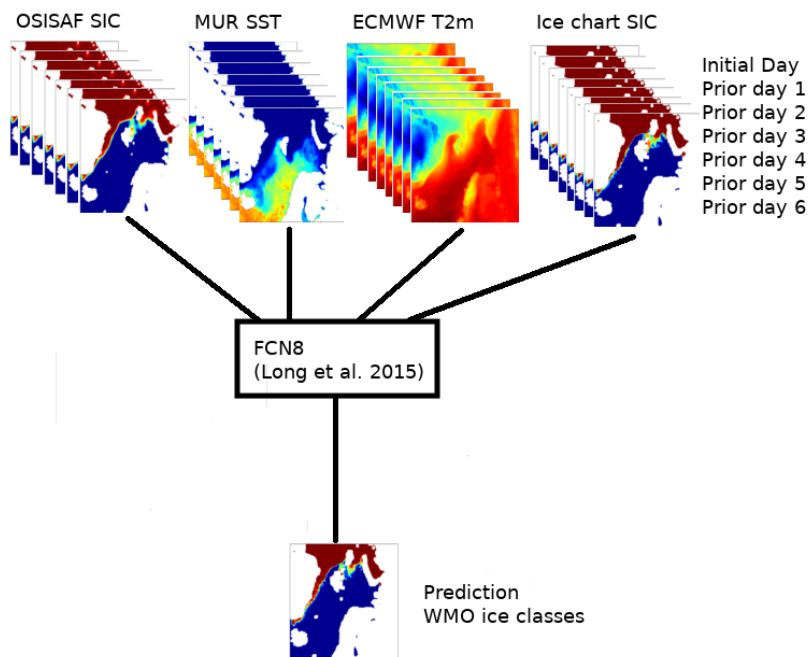 OSISAF SIC
MUR SST
ECMWF T2m
Ice chart SIC
Initial Day
Prior day 1
Prior day 2
Prior day 3
Prior day 4
Prior day 5
Prior day 6
FCN8
(Long et al. 2015)
Prediction
WMO ice classes